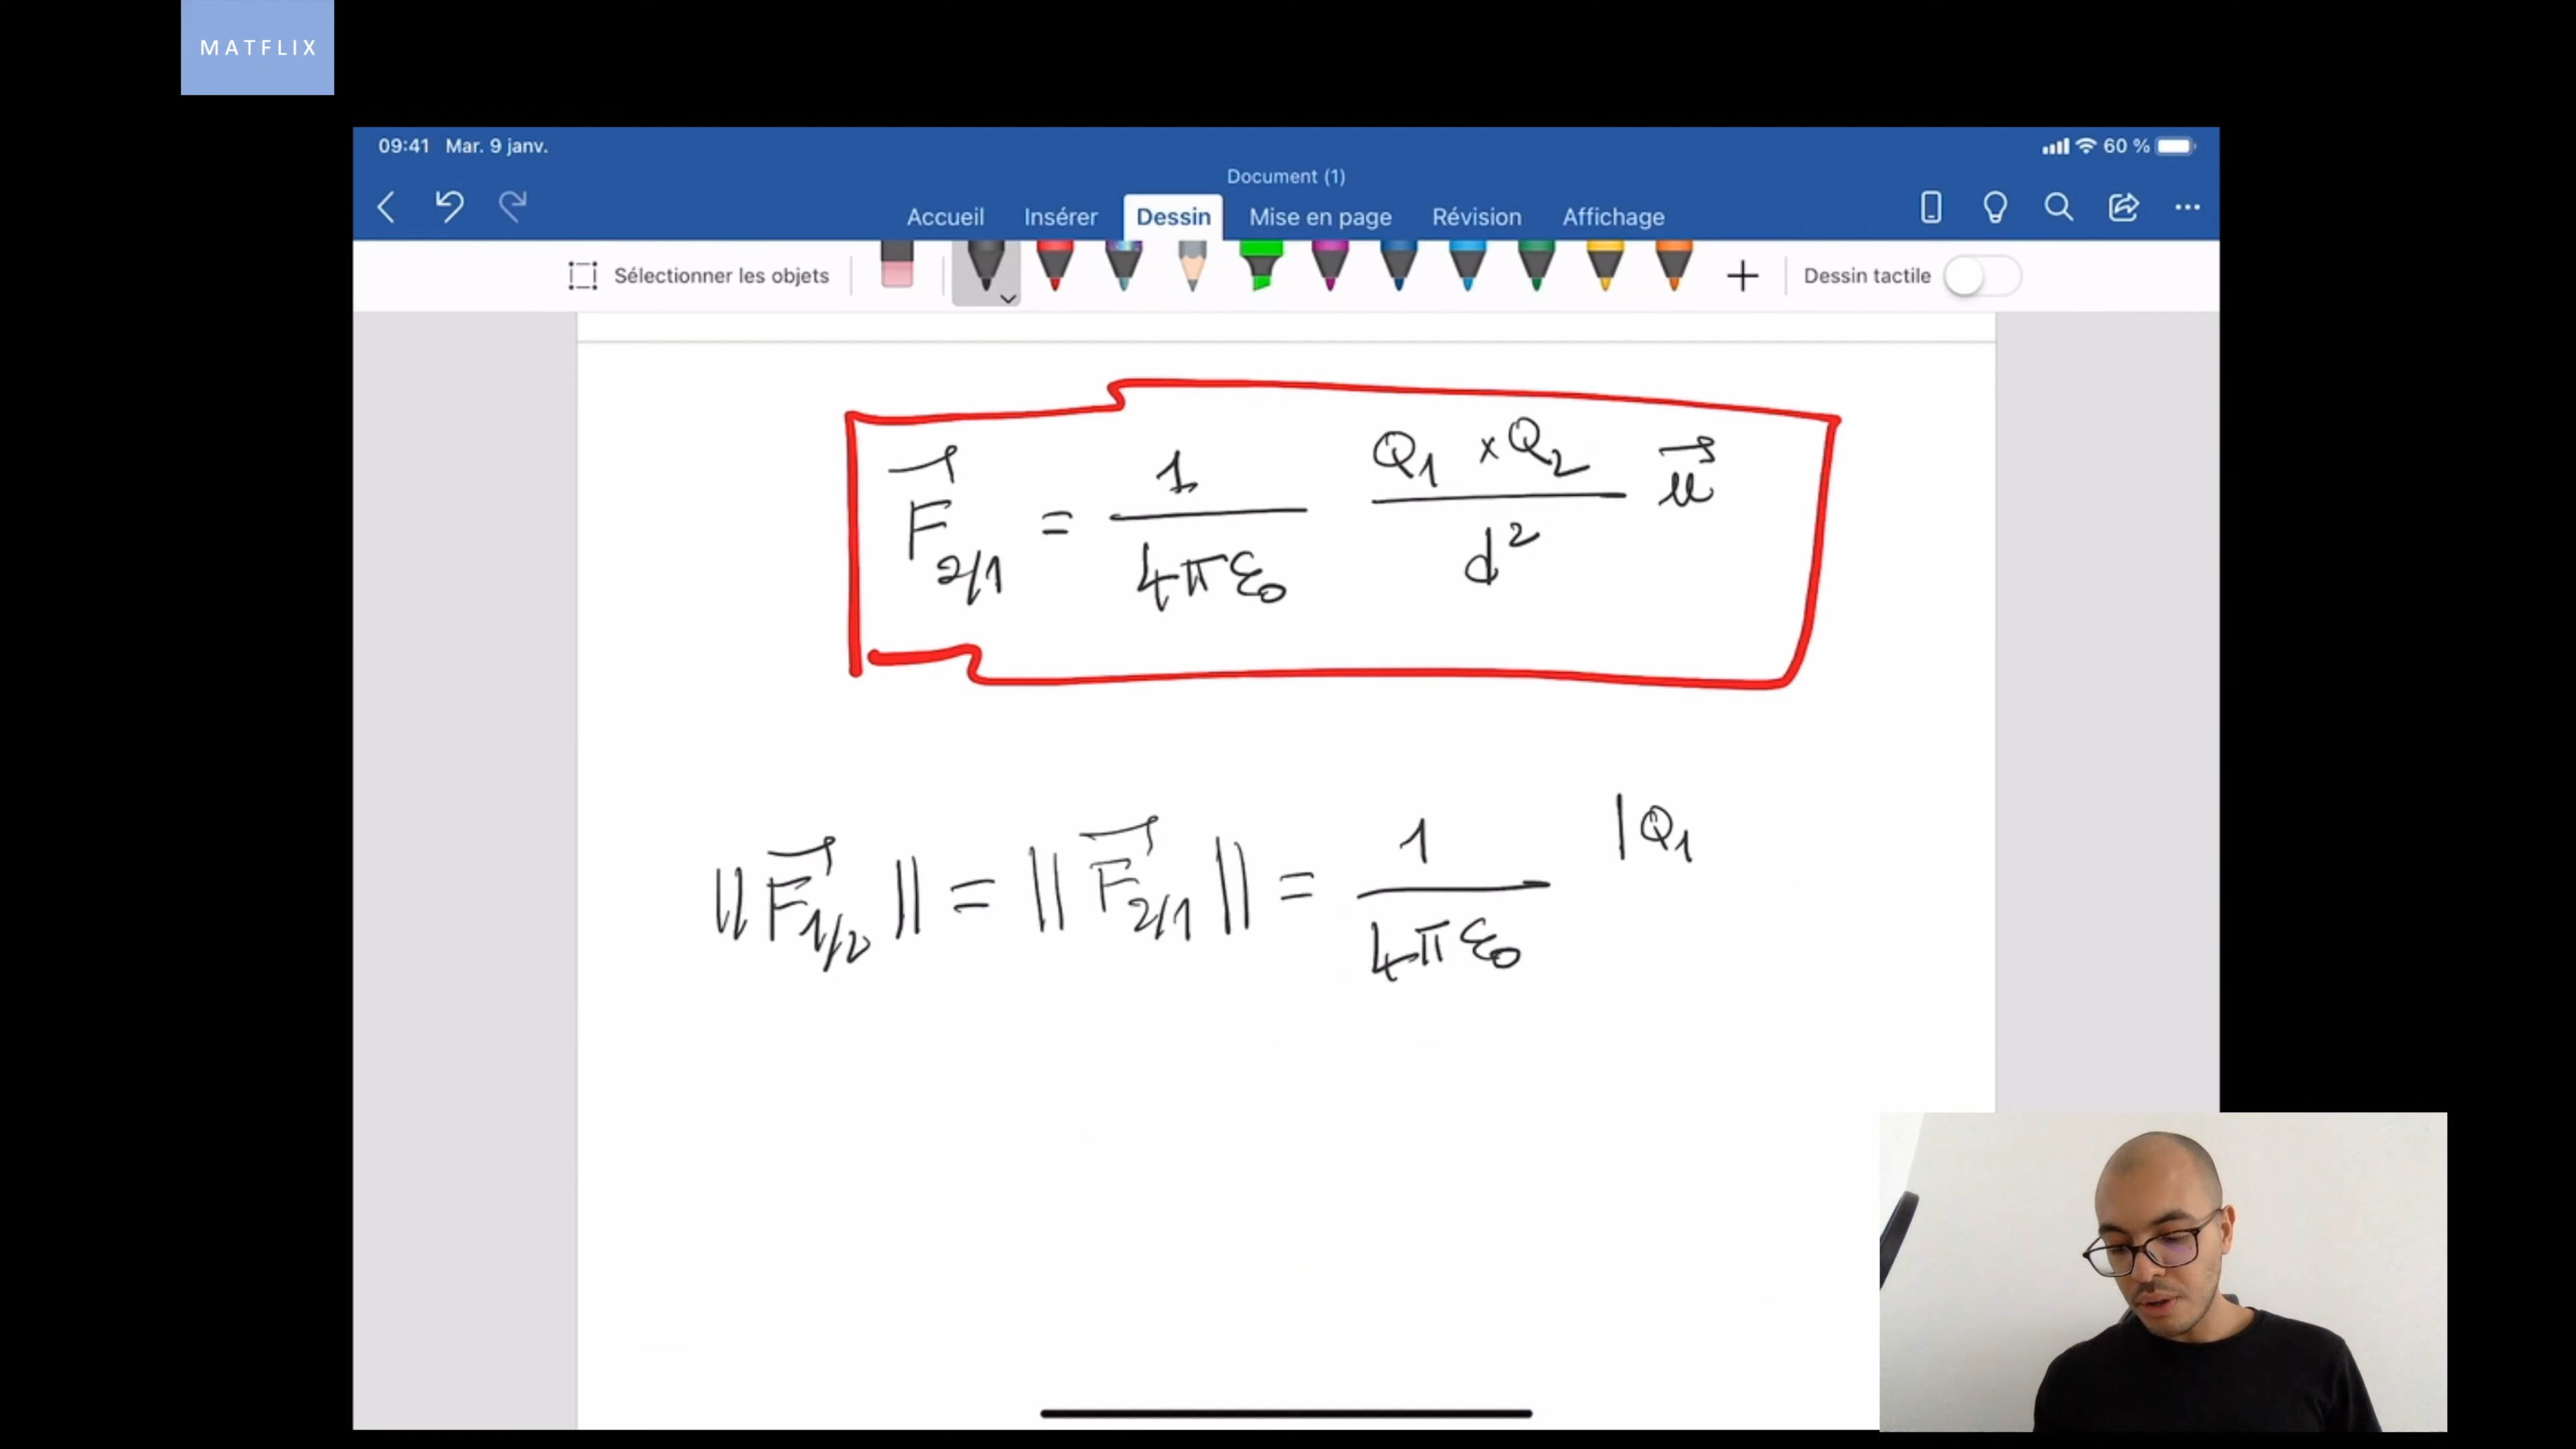 MATFLIX
09:41 Mar. 9 janv. 60 %
Document (1)
Accueil Insérer Dessin Mise en page Révision Affichage
Sélectionner les objets Dessin tactile
F⃗ 2/1 = 1/(4πε₀) (Q₁ × Q₂)/d² u⃗
||F⃗ 1/2|| = ||F⃗ 2/1|| = 1/(4πε₀) |Q₁